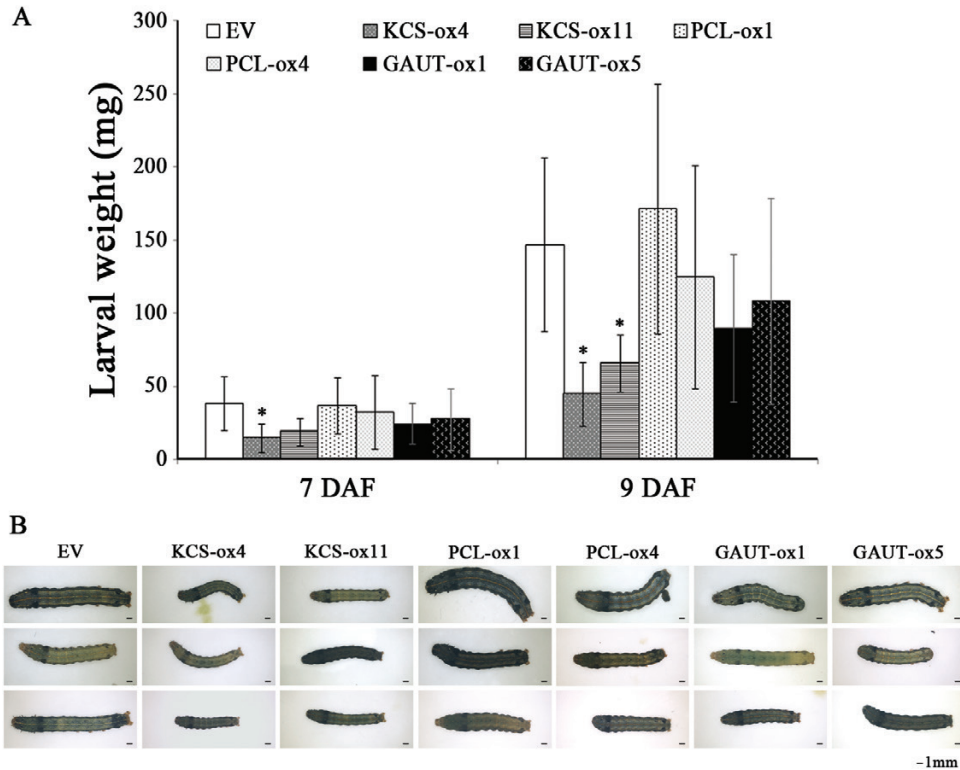 A
300
EV KCS-ox4 KCS-ox11 PCL-ox1
PCL-ox4 GAUT-ox1 GAUT-ox5
250
200
150
100
50
0
Larval weight (mg)
*
*
*
7 DAF 9 DAF
B
EV KCS-ox4 KCS-ox11 PCL-ox1 PCL-ox4 GAUT-ox1 GAUT-ox5
–1mm